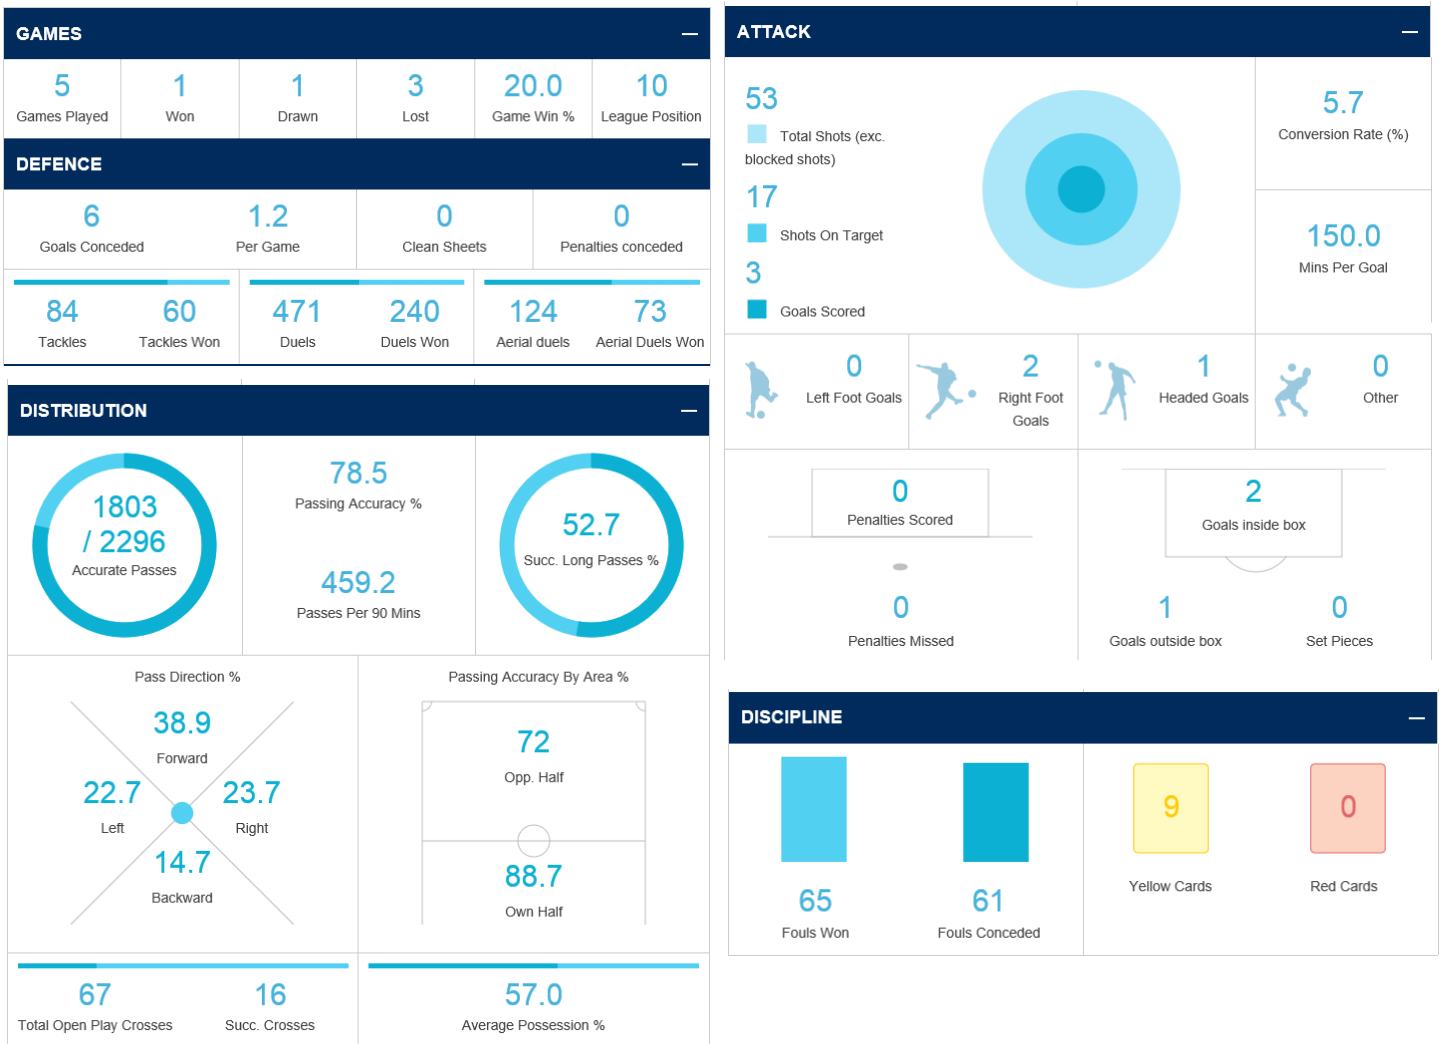 GAMES
5 1 1 3 20.0 10
Games Played Won Drawn Lost Game Win % League Position
DEFENCE
6 1.2 0 0
Goals Conceded Per Game Clean Sheets Penalties conceded
84 60 471 240 124 73
Tackles Tackles Won Duels Duels Won Aerial duels Aerial Duels Won
DISTRIBUTION
1803
/ 2296
Accurate Passes
78.5
Passing Accuracy %
459.2
Passes Per 90 Mins
52.7
Succ. Long Passes %
Pass Direction %
38.9
Forward
22.7 23.7
Left Right
14.7
Backward
Passing Accuracy By Area %
72
Opp. Half
88.7
Own Half
67 16
Total Open Play Crosses Succ. Crosses
57.0
Average Possession %
ATTACK
53
Total Shots (exc.
blocked shots)
17
Shots On Target
3
Goals Scored
5.7
Conversion Rate (%)
150.0
Mins Per Goal
0
Left Foot Goals
2
Right Foot
Goals
1
Headed Goals
0
Other
0
Penalties Scored
0
Penalties Missed
2
Goals inside box
1 0
Goals outside box Set Pieces
DISCIPLINE
65 61
Fouls Won Fouls Conceded
9 0
Yellow Cards Red Cards